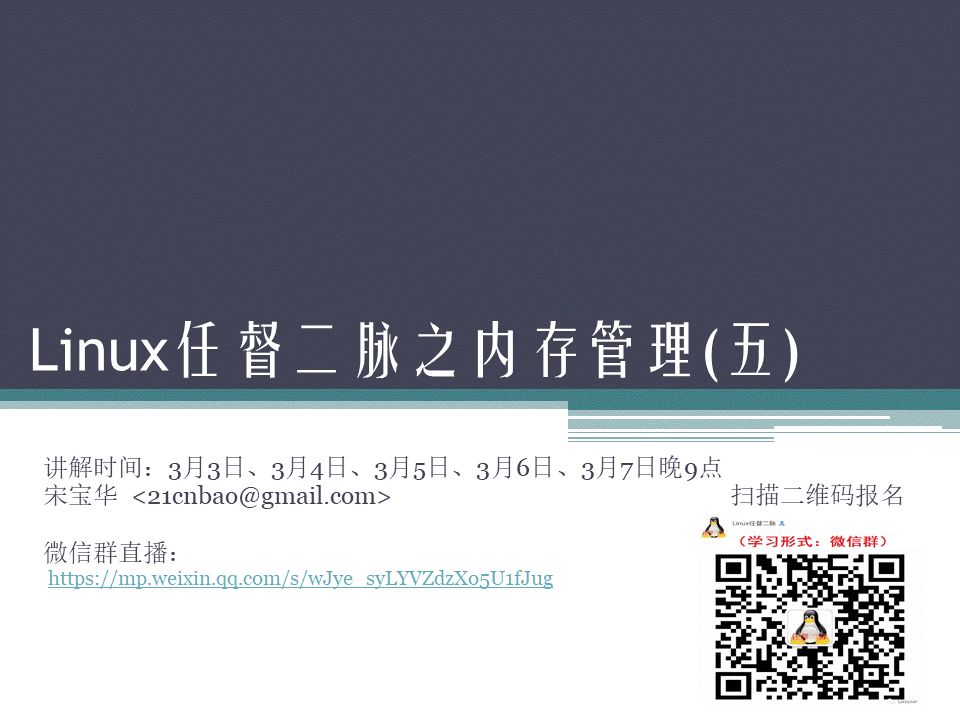 Linux任督二脉之内存管理(五)
讲解时间：3月3日、3月4日、3月5日、3月6日、3月7日晚9点
宋宝华 <21cnbao@gmail.com>
扫描二维码报名
微信群直播：
https://mp.weixin.qq.com/s/wJye_syLYVZdzXo5U1fJug
Linux任督二脉
（学习形式：微信群）